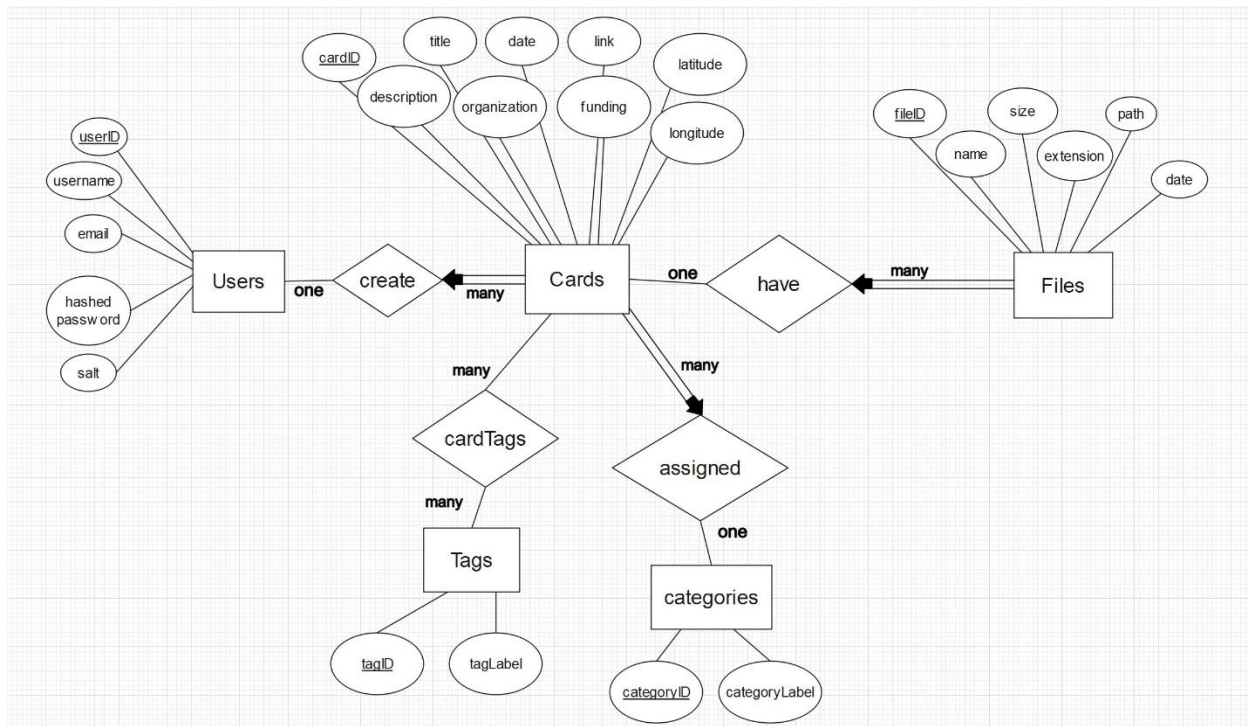 title
date
link
cardID
latitude
description
organization
funding
longitude
fileID
size
path
name
extension
date
userID
username
email
hashed
password
salt
Users
one
create
many
Cards
one
have
many
Files
many
many
cardTags
assigned
many
one
Tags
categories
tagID
tagLabel
categoryID
categoryLabel